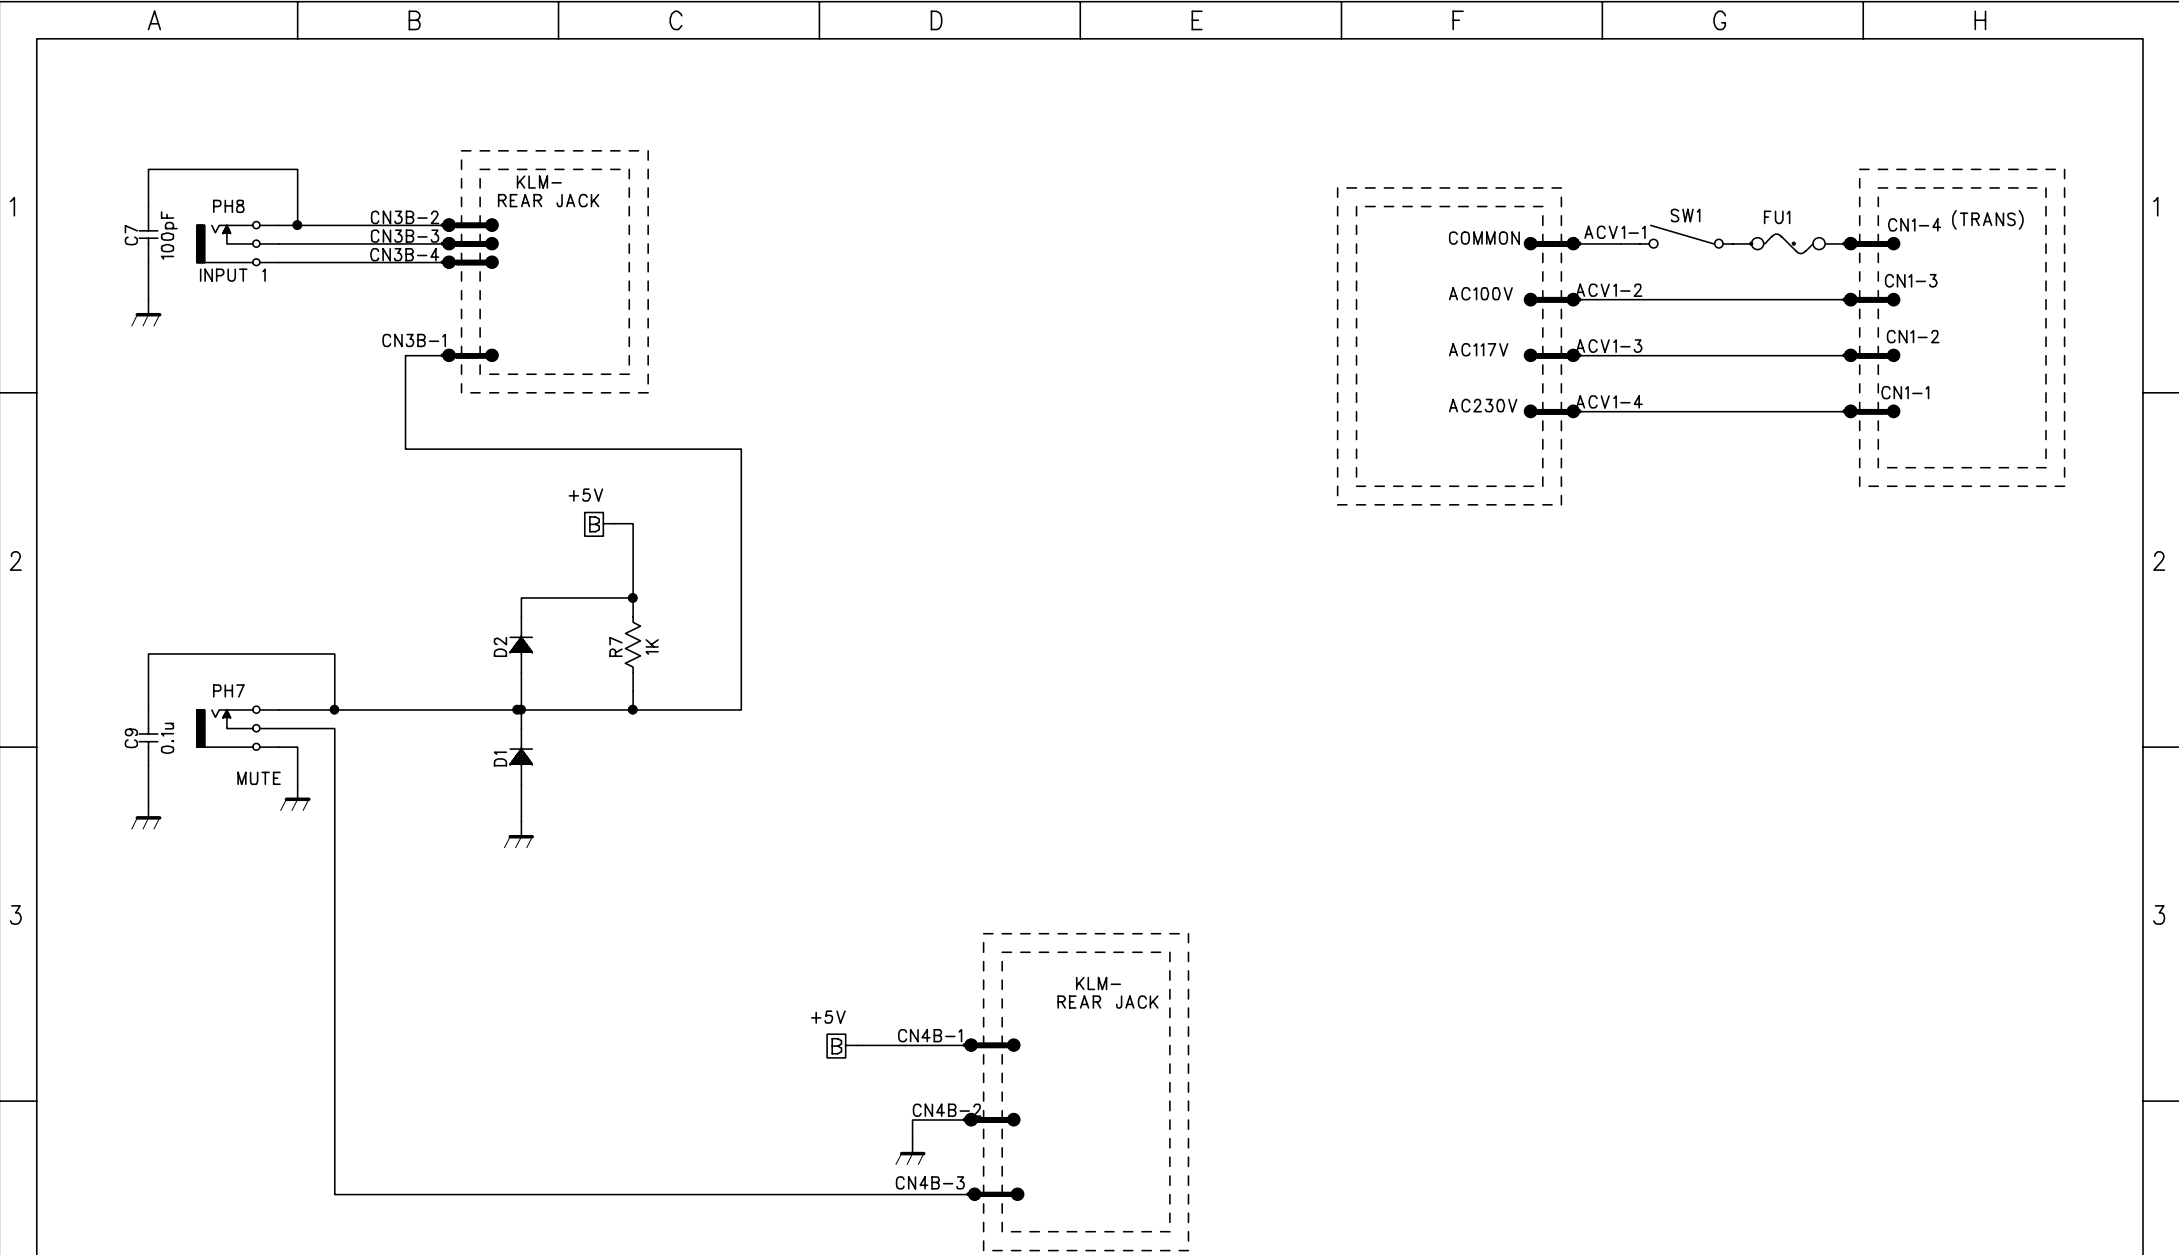 A B C D E F G H
1
1
KLM-
REAR JACK
PH8
C7
100pF
INPUT 1
CN3B-2
CN3B-3
CN3B-4
CN3B-1
COMMON
ACV1-1
SW1
FU1
CN1-4 (TRANS)
AC100V
ACV1-2
CN1-3
AC117V
ACV1-3
CN1-2
AC230V
ACV1-4
CN1-1
2
2
+5V
B
D2
R7
1K
PH7
C9
0.1u
D1
MUTE
3
3
KLM-
REAR JACK
+5V
B
CN4B-1
CN4B-2
CN4B-3